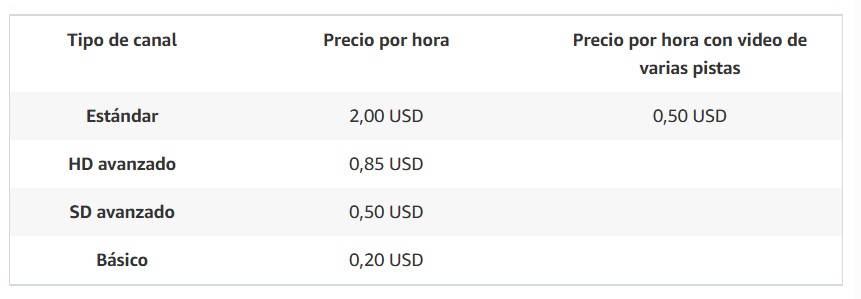 Tipo de canal Precio por hora Precio por hora con video de
varias pistas
Estándar 2,00 USD 0,50 USD
HD avanzado 0,85 USD
SD avanzado 0,50 USD
Básico 0,20 USD